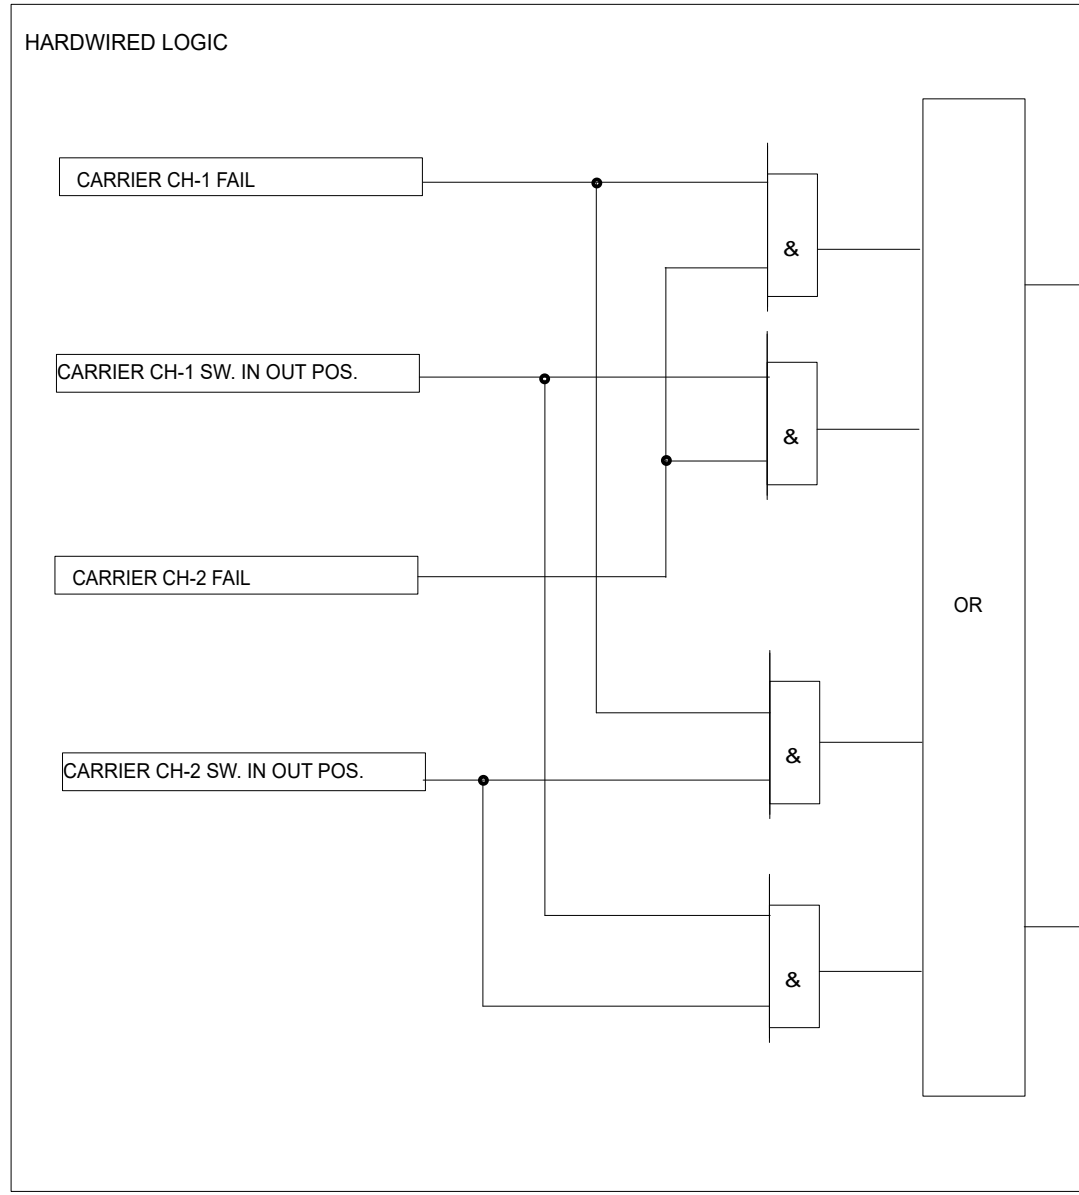 HARDWIRED LOGIC
CARRIER CH-1 FAIL
&
CARRIER CH-1 SW. IN OUT POS.
&
CARRIER CH-2 FAIL
OR
CARRIER CH-2 SW. IN OUT POS.
&
&